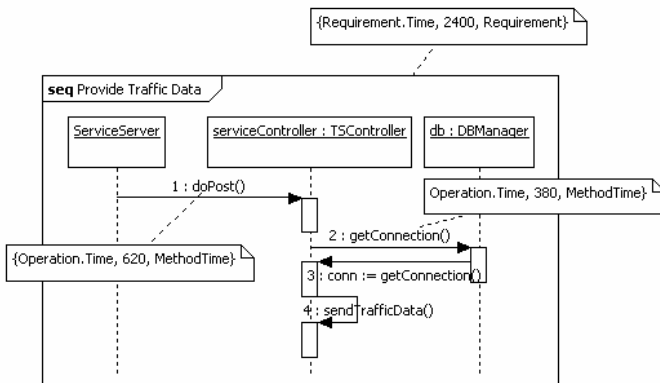 {Requirement.Time, 2400, Requirement}
seq Provide Traffic Data
ServiceServer
serviceController : TSController
db : DBManager
1 : doPost()
Operation.Time, 380, MethodTime}
2 : getConnection()
{Operation.Time, 620, MethodTime}
3 : conn := getConnection()
4 : sendTrafficData()